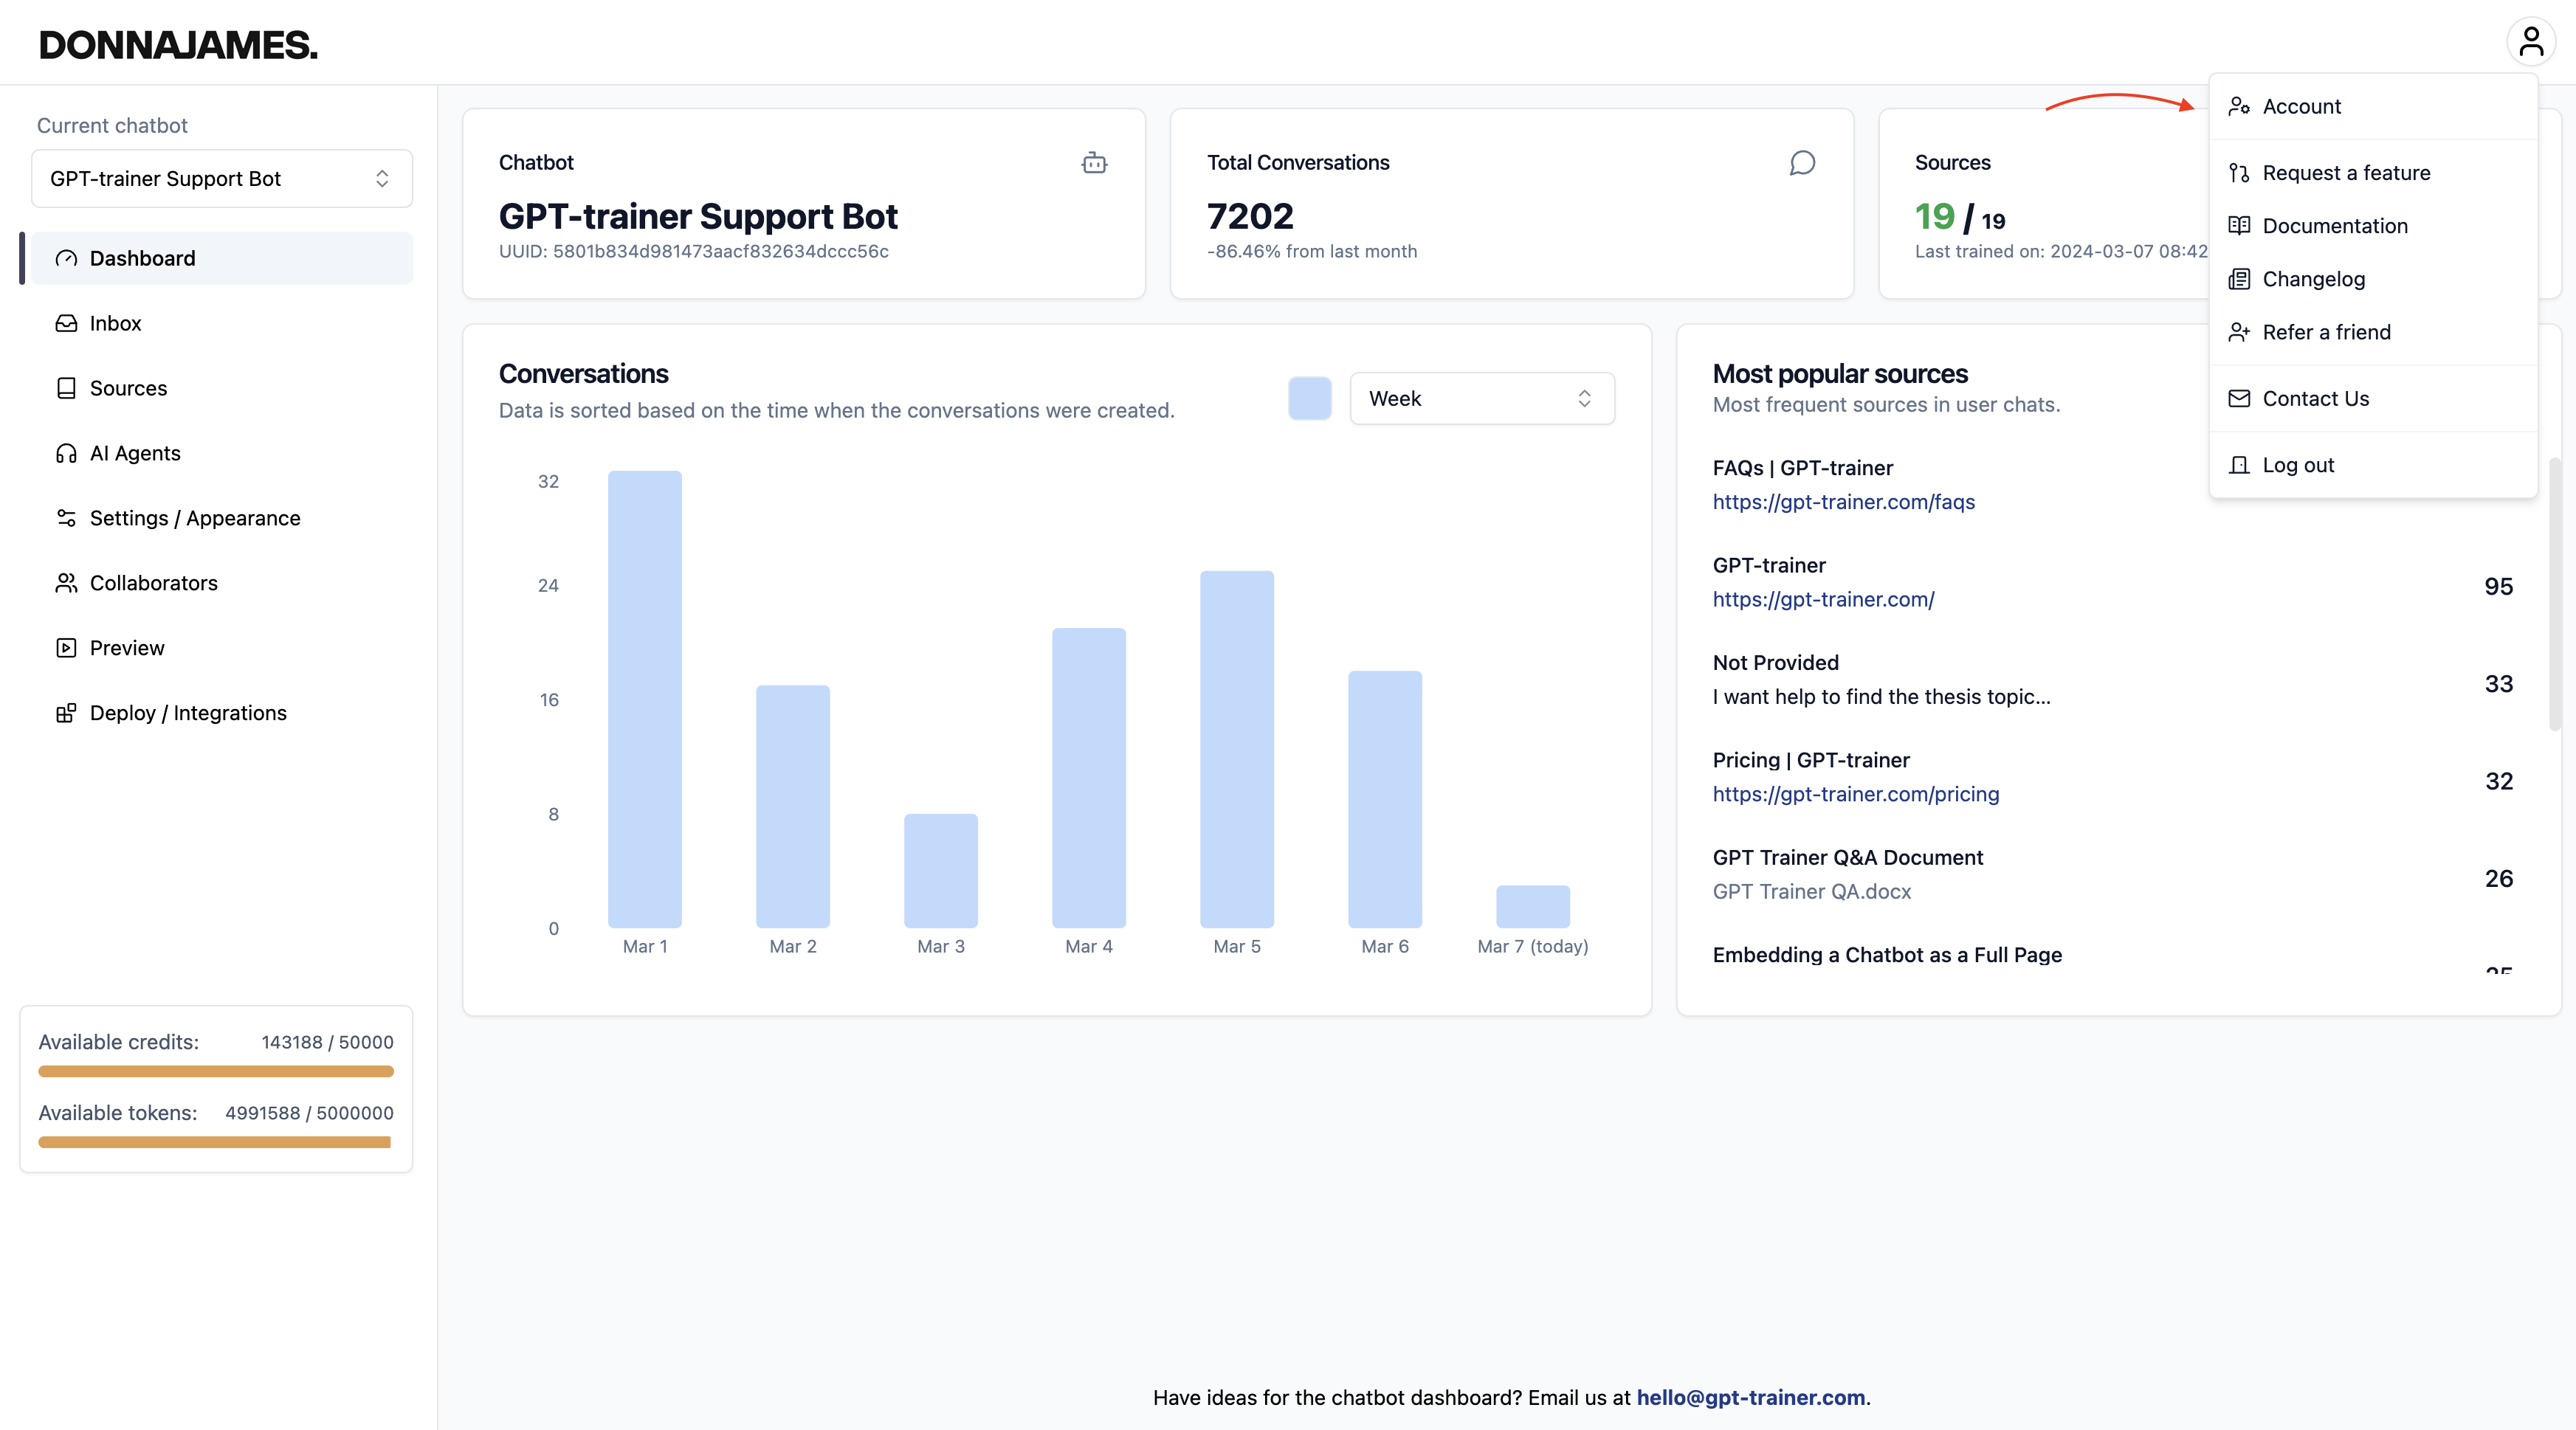 DONNAJAMES.
Current chatbot
GPT-trainer Support Bot
Dashboard
Inbox
Sources
AI Agents
Settings / Appearance
Collaborators
Preview
Deploy / Integrations
Available credits: 143188 / 50000
Available tokens: 4991588 / 5000000
Chatbot
GPT-trainer Support Bot
UUID: 5801b834d981473aacf832634dccc56c
Total Conversations
7202
-86.46% from last month
Sources
19 / 19
Last trained on: 2024-03-07 08:42
Account
Request a feature
Documentation
Changelog
Refer a friend
Contact Us
Log out
Conversations
Data is sorted based on the time when the conversations were created.
Week
32
24
16
8
0
Mar 1 Mar 2 Mar 3 Mar 4 Mar 5 Mar 6 Mar 7 (today)
Most popular sources
Most frequent sources in user chats.
FAQs | GPT-trainer
https://gpt-trainer.com/faqs
GPT-trainer
https://gpt-trainer.com/
95
Not Provided
I want help to find the thesis topic...
33
Pricing | GPT-trainer
https://gpt-trainer.com/pricing
32
GPT Trainer Q&A Document
GPT Trainer QA.docx
26
Embedding a Chatbot as a Full Page
Have ideas for the chatbot dashboard? Email us at hello@gpt-trainer.com.